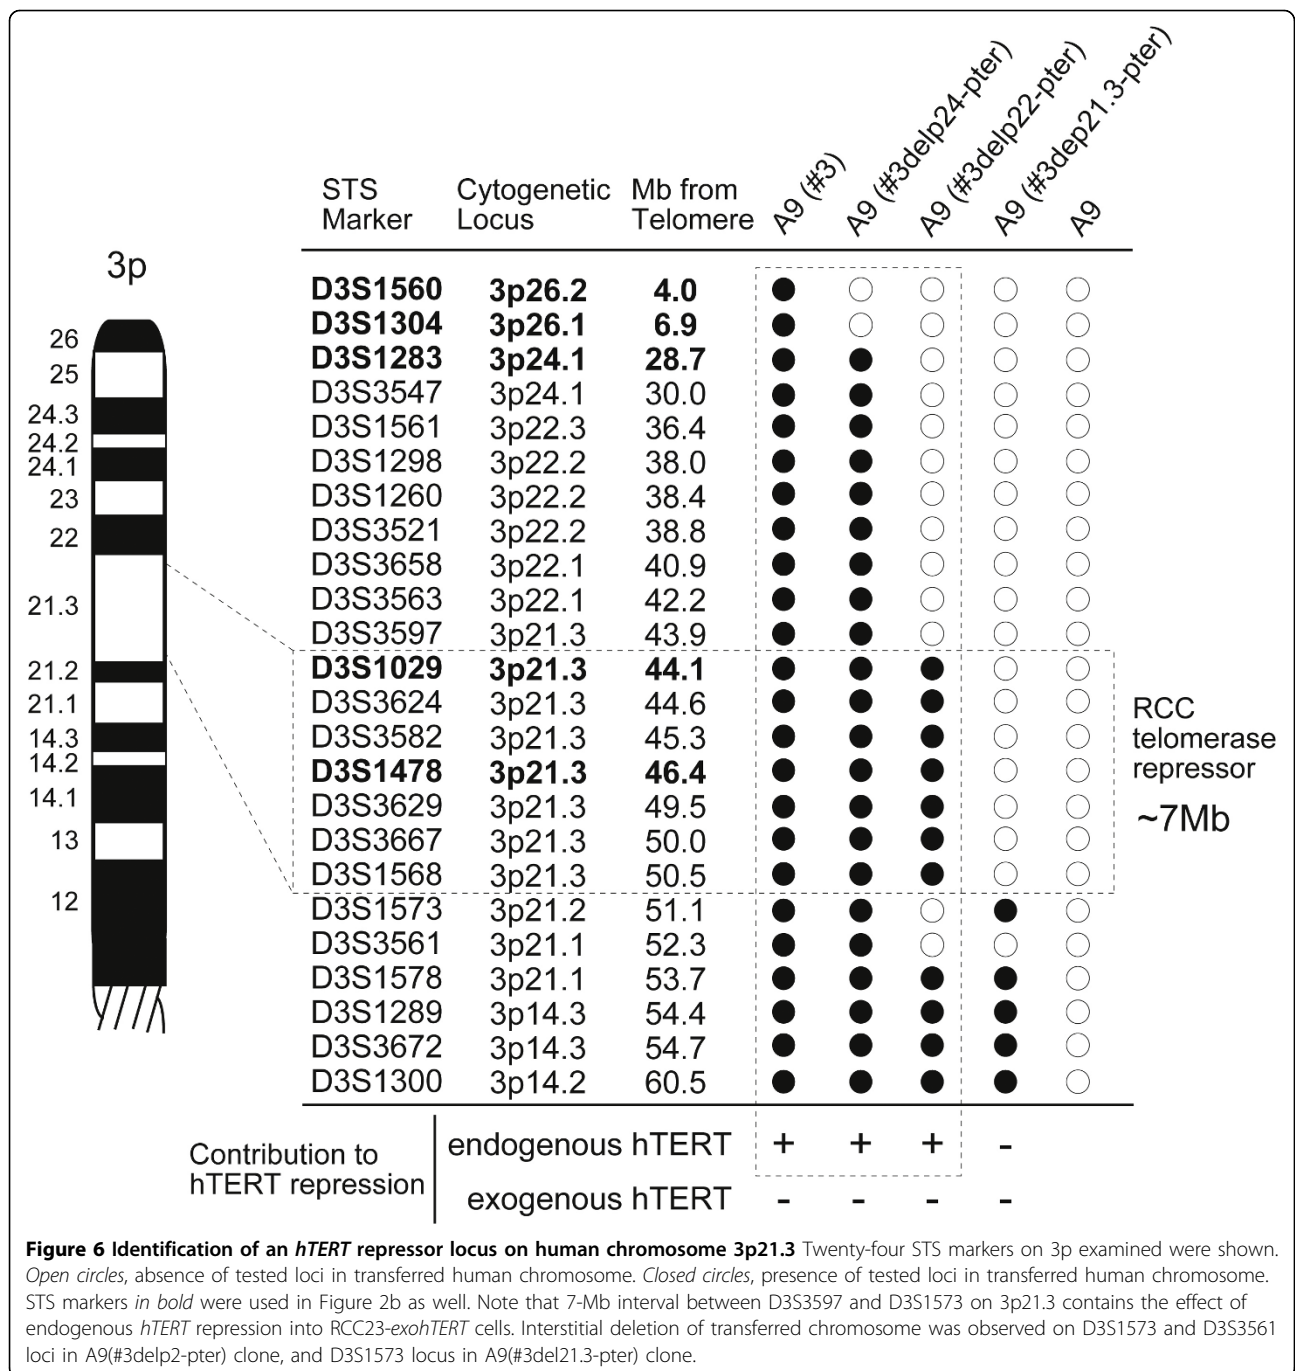 A9 (#3)
A9 (#3delp24-pter)
A9 (#3delp22-pter)
A9 (#3dep21.3-pter)
A9
STS Marker
Cytogenetic Locus
Mb from Telomere
3p
26
25
24.3
24.2
24.1
23
22
21.3
21.2
21.1
14.3
14.2
14.1
13
12
D3S1560 3p26.2 4.0
D3S1304 3p26.1 6.9
D3S1283 3p24.1 28.7
D3S3547 3p24.1 30.0
D3S1561 3p22.3 36.4
D3S1298 3p22.2 38.0
D3S1260 3p22.2 38.4
D3S3521 3p22.2 38.8
D3S3658 3p22.1 40.9
D3S3563 3p22.1 42.2
D3S3597 3p21.3 43.9
D3S1029 3p21.3 44.1
D3S3624 3p21.3 44.6
D3S3582 3p21.3 45.3
D3S1478 3p21.3 46.4
D3S3629 3p21.3 49.5
D3S3667 3p21.3 50.0
D3S1568 3p21.3 50.5
D3S1573 3p21.2 51.1
D3S3561 3p21.1 52.3
D3S1578 3p21.1 53.7
D3S1289 3p14.3 54.4
D3S3672 3p14.3 54.7
D3S1300 3p14.2 60.5
RCC
telomerase
repressor
~7Mb
Contribution to
hTERT repression
endogenous hTERT + + + -
exogenous hTERT - - - -
Figure 6 Identification of an hTERT repressor locus on human chromosome 3p21.3 Twenty-four STS markers on 3p examined were shown.
Open circles, absence of tested loci in transferred human chromosome. Closed circles, presence of tested loci in transferred human chromosome.
STS markers in bold were used in Figure 2b as well. Note that 7-Mb interval between D3S3597 and D3S1573 on 3p21.3 contains the effect of
endogenous hTERT repression into RCC23-exohTERT cells. Interstitial deletion of transferred chromosome was observed on D3S1573 and D3S3561
loci in A9(#3delp2-pter) clone, and D3S1573 locus in A9(#3del21.3-pter) clone.